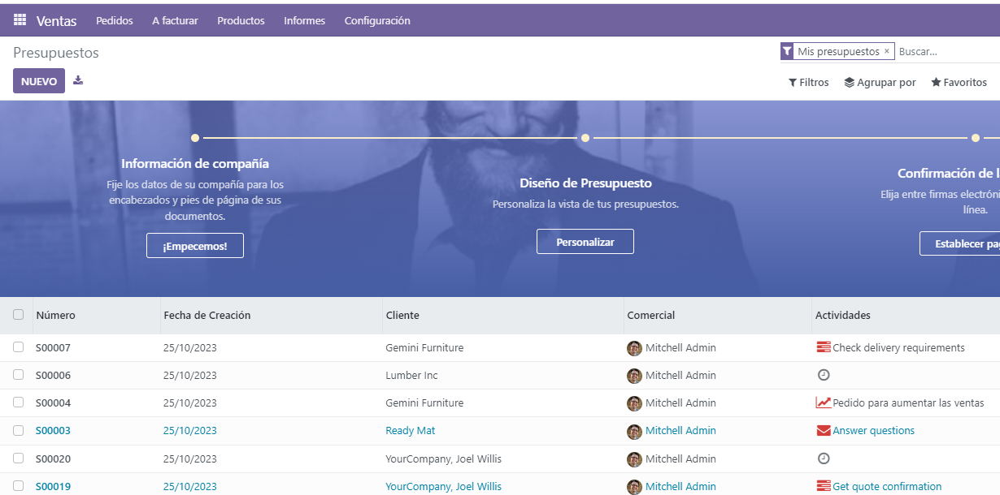 Ventas Pedidos A facturar Productos Informes Configuración
Presupuestos
Mis presupuestos × Buscar...
NUEVO
Filtros Agrupar por Favoritos
Información de compañía
Fije los datos de su compañía para los
encabezados y pies de página de sus
documentos.
¡Empecemos!
Diseño de Presupuesto
Personaliza la vista de tus presupuestos.
Personalizar
Confirmación de l
Elija entre firmas electróni
línea.
Establecer pag
Número Fecha de Creación Cliente Comercial Actividades
S00007 25/10/2023 Gemini Furniture Mitchell Admin Check delivery requirements
S00006 25/10/2023 Lumber Inc Mitchell Admin
S00004 25/10/2023 Gemini Furniture Mitchell Admin Pedido para aumentar las ventas
S00003 25/10/2023 Ready Mat Mitchell Admin Answer questions
S00020 25/10/2023 YourCompany, Joel Willis Mitchell Admin
S00019 25/10/2023 YourCompany, Joel Willis Mitchell Admin Get quote confirmation